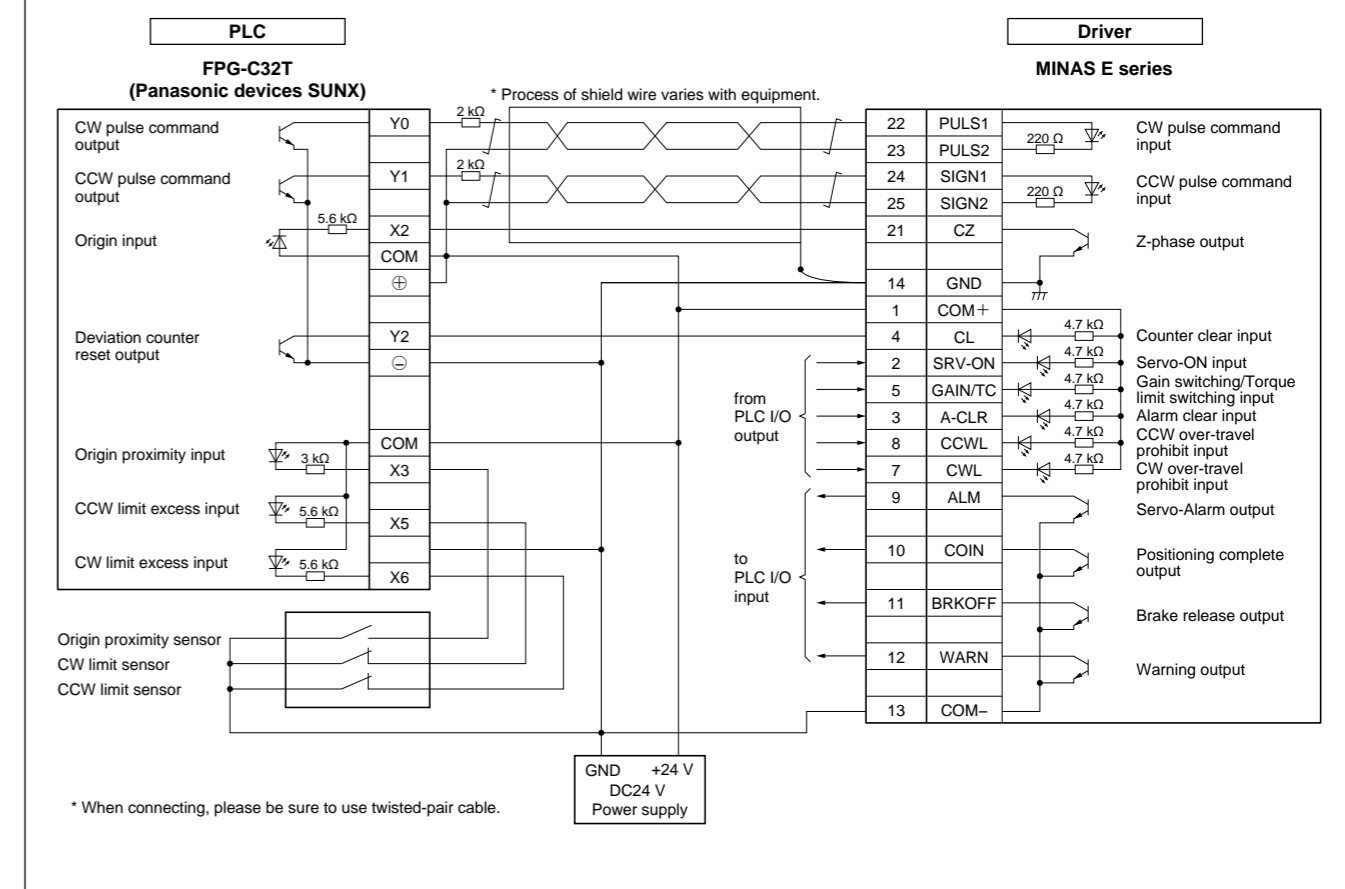 PLC
Driver
FPG-C32T
(Panasonic devices SUNX)
MINAS E series
* Process of shield wire varies with equipment.
CW pulse command
output
Y0
2 kΩ
22 PULS1
23 PULS2
220 Ω
CW pulse command
input
CCW pulse command
output
Y1
2 kΩ
24 SIGN1
25 SIGN2
220 Ω
CCW pulse command
input
Origin input
5.6 kΩ
X2
COM
⊕
21 CZ
Z-phase output
14 GND
1 COM+
Deviation counter
reset output
Y2
⊖
4 CL
4.7 kΩ
Counter clear input
from
PLC I/O
output
2 SRV-ON
4.7 kΩ
Servo-ON input
5 GAIN/TC
4.7 kΩ
Gain switching/Torque
limit switching input
3 A-CLR
4.7 kΩ
Alarm clear input
8 CCWL
4.7 kΩ
CCW over-travel
prohibit input
7 CWL
4.7 kΩ
CW over-travel
prohibit input
Origin proximity input
3 kΩ
COM
X3
CCW limit excess input
5.6 kΩ
X5
CW limit excess input
5.6 kΩ
X6
to
PLC I/O
input
9 ALM
Servo-Alarm output
10 COIN
Positioning complete
output
11 BRKOFF
Brake release output
12 WARN
Warning output
13 COM−
Origin proximity sensor
CW limit sensor
CCW limit sensor
GND +24 V
DC24 V
Power supply
* When connecting, please be sure to use twisted-pair cable.